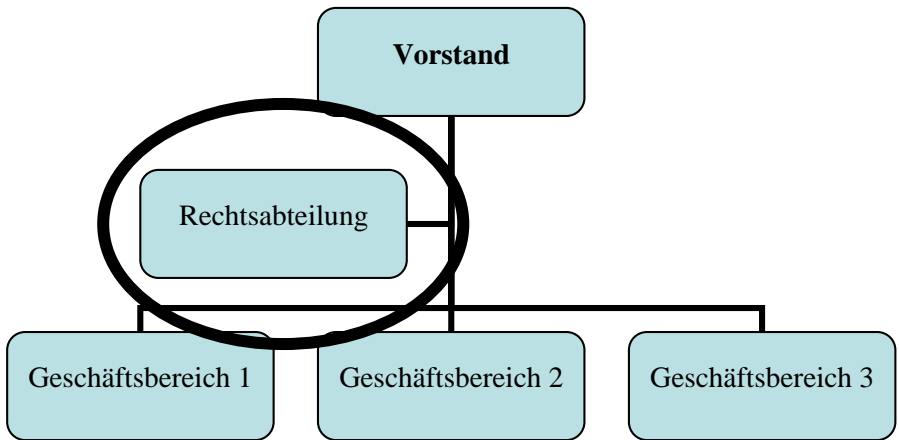 Vorstand
Rechtsabteilung
Geschäftsbereich 1
Geschäftsbereich 2
Geschäftsbereich 3